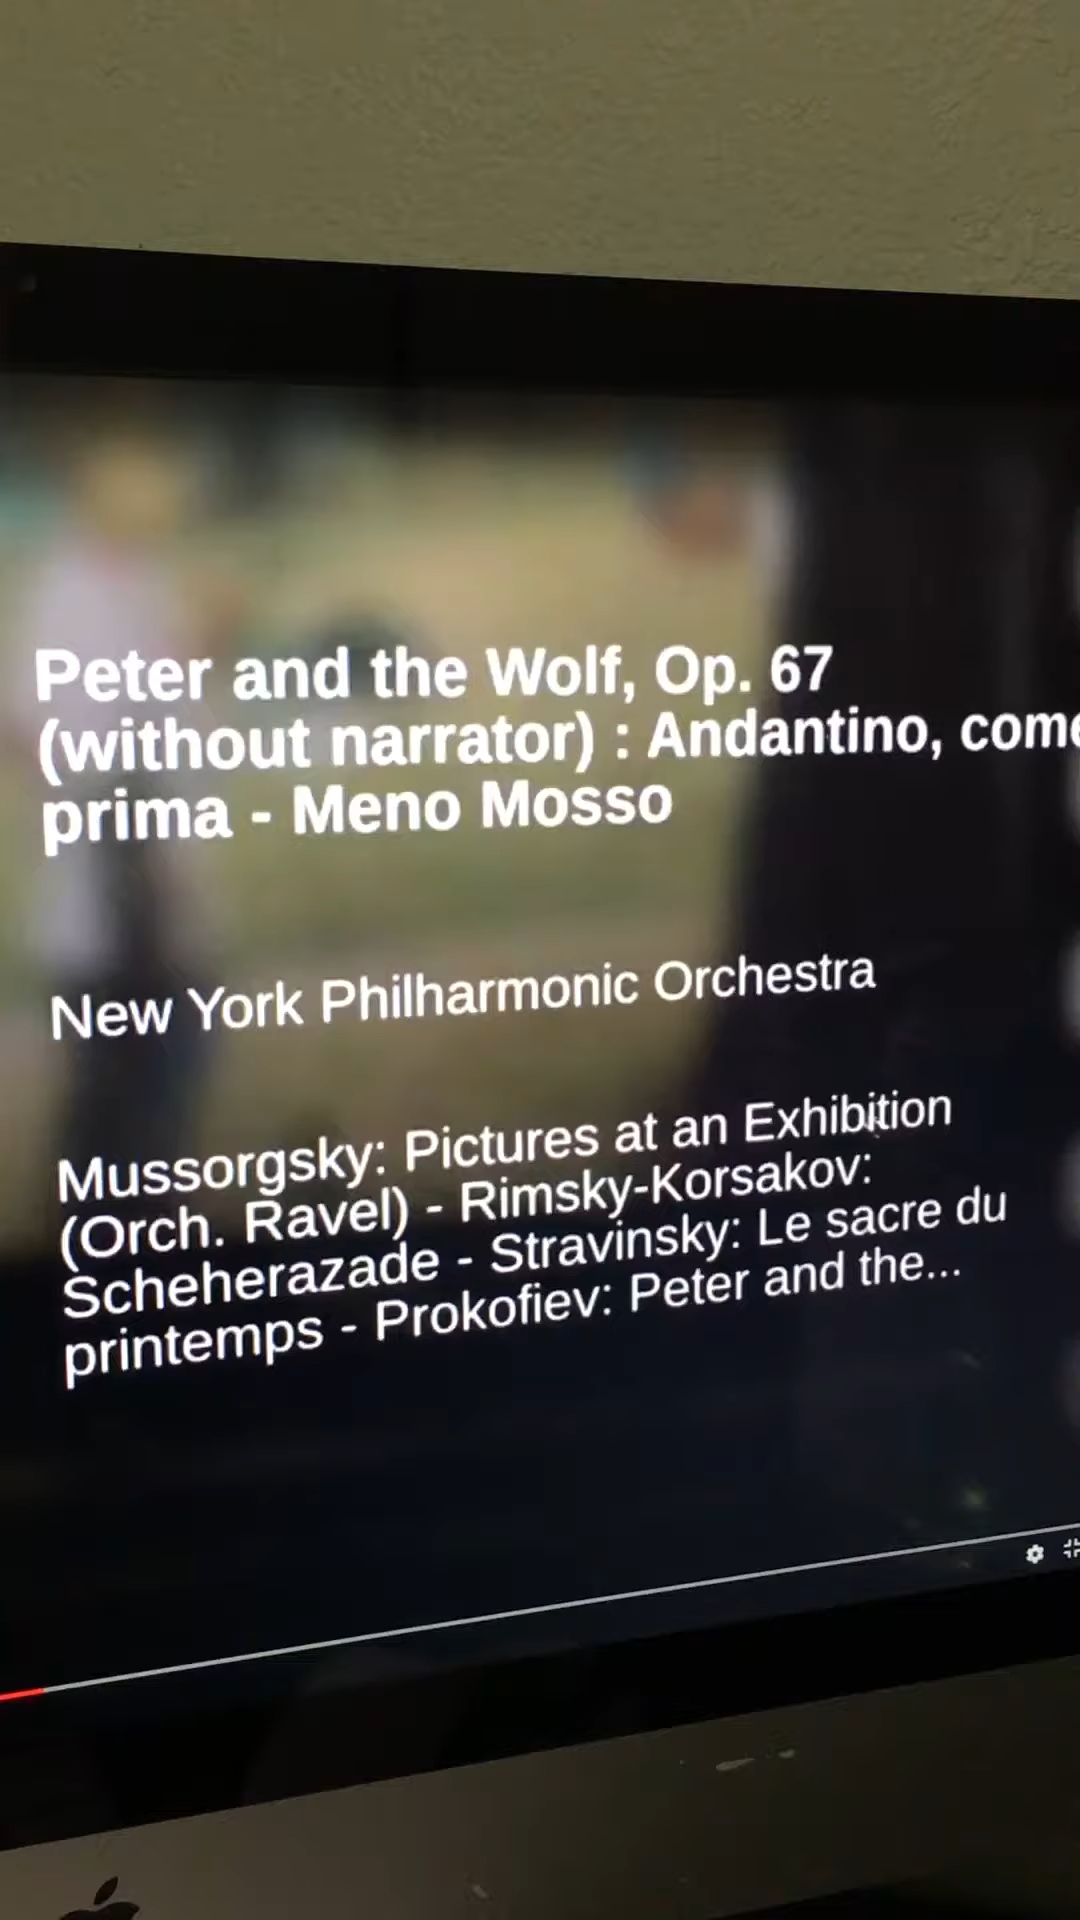 Peter and the Wolf, Op. 67
(without narrator) : Andantino, come
prima - Meno Mosso
New York Philharmonic Orchestra
Mussorgsky: Pictures at an Exhibition
(Orch. Ravel) - Rimsky-Korsakov:
Scheherazade - Stravinsky: Le sacre du
printemps - Prokofiev: Peter and the...